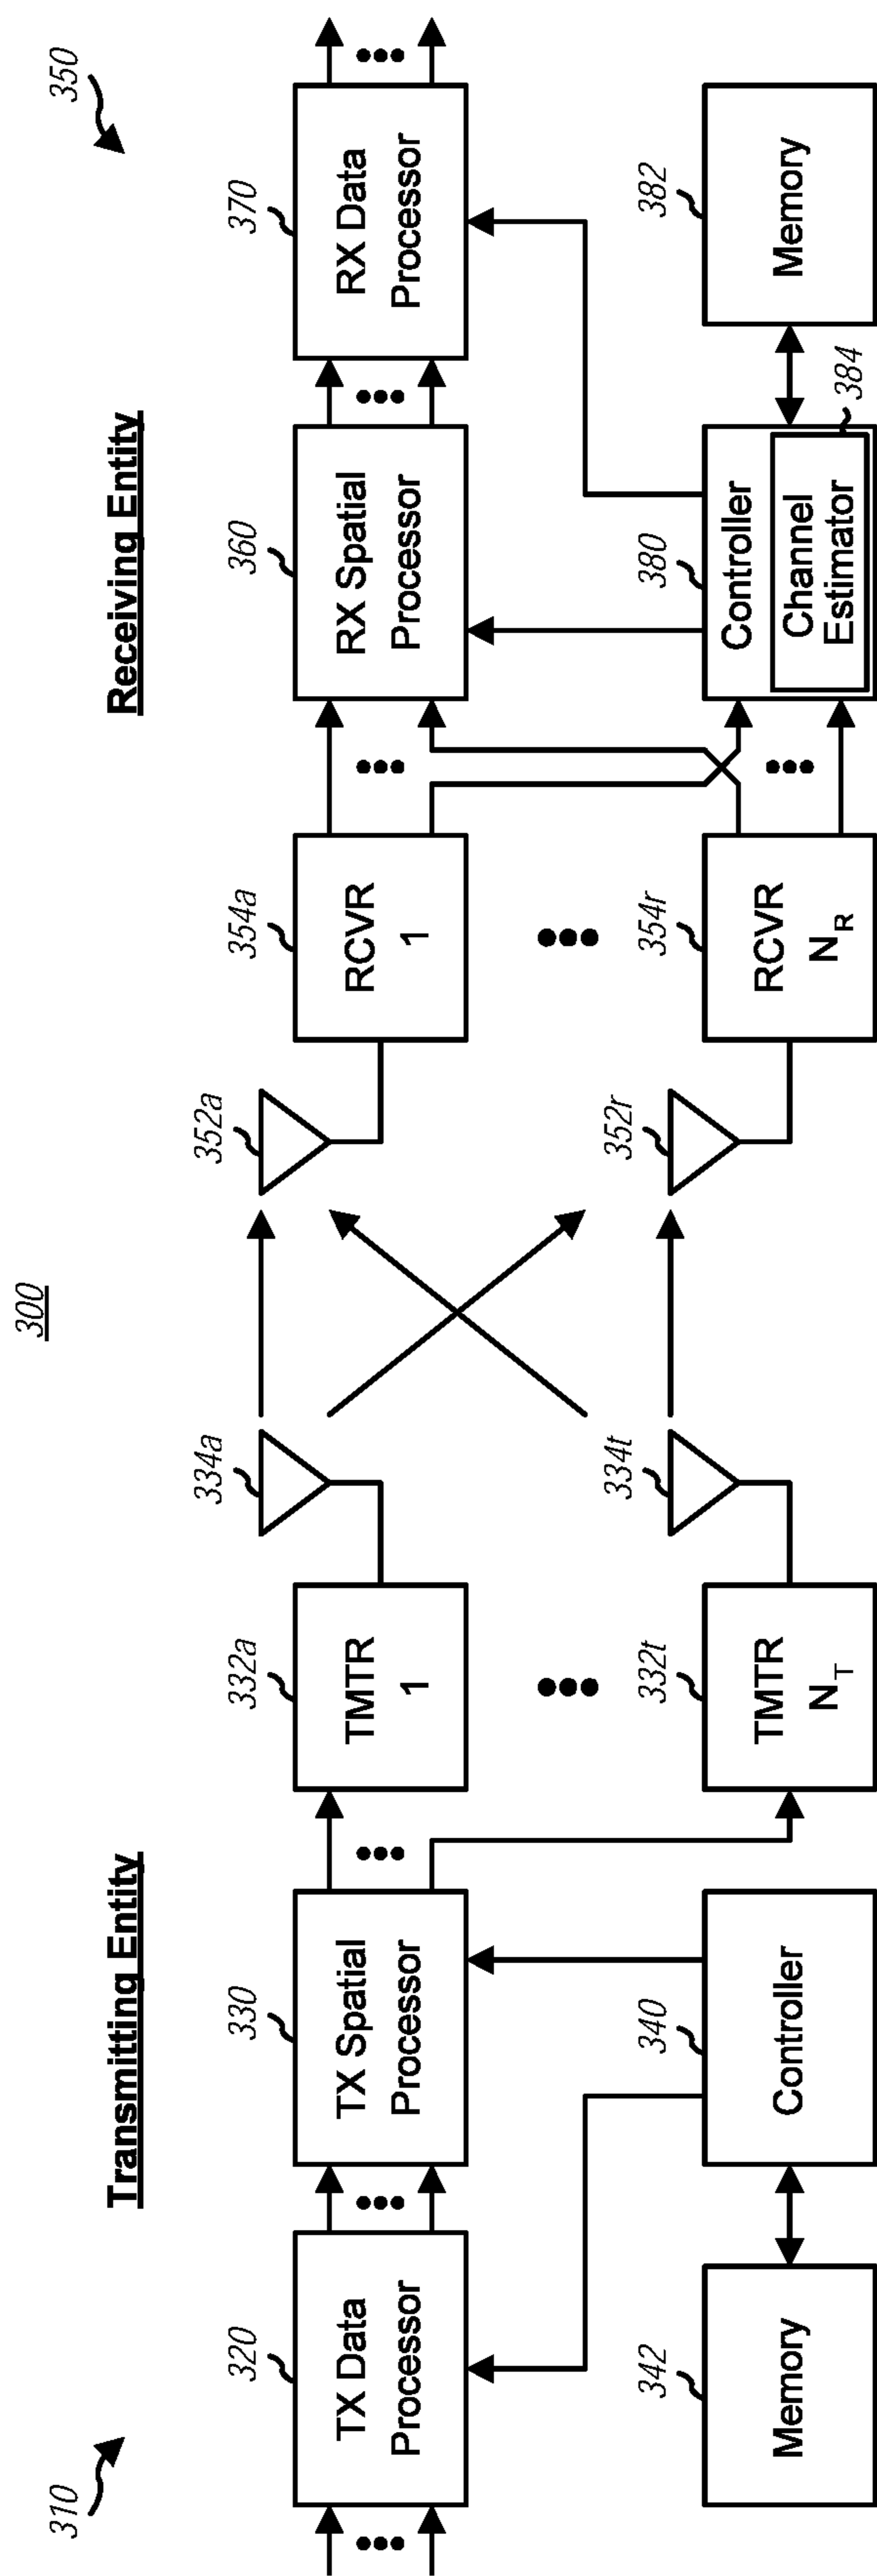 300
310
Transmitting Entity
Receiving Entity
350
320
TX Data
Processor
330
TX Spatial
Processor
332a
TMTR
1
334a
352a
354a
RCVR
1
360
RX Spatial
Processor
370
RX Data
Processor
342
Memory
340
Controller
332t
TMTR
N_T
334t
352r
354r
RCVR
N_R
380
Controller
Channel
Estimator
384
382
Memory